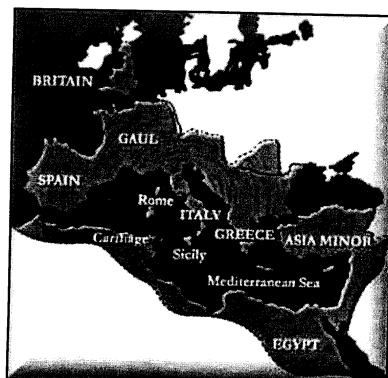 BRITAIN
GAUL
SPAIN
Rome
ITALY
GREECE
ASIA MINOR
Carthage
Sicily
Mediterranean Sea
EGYPT